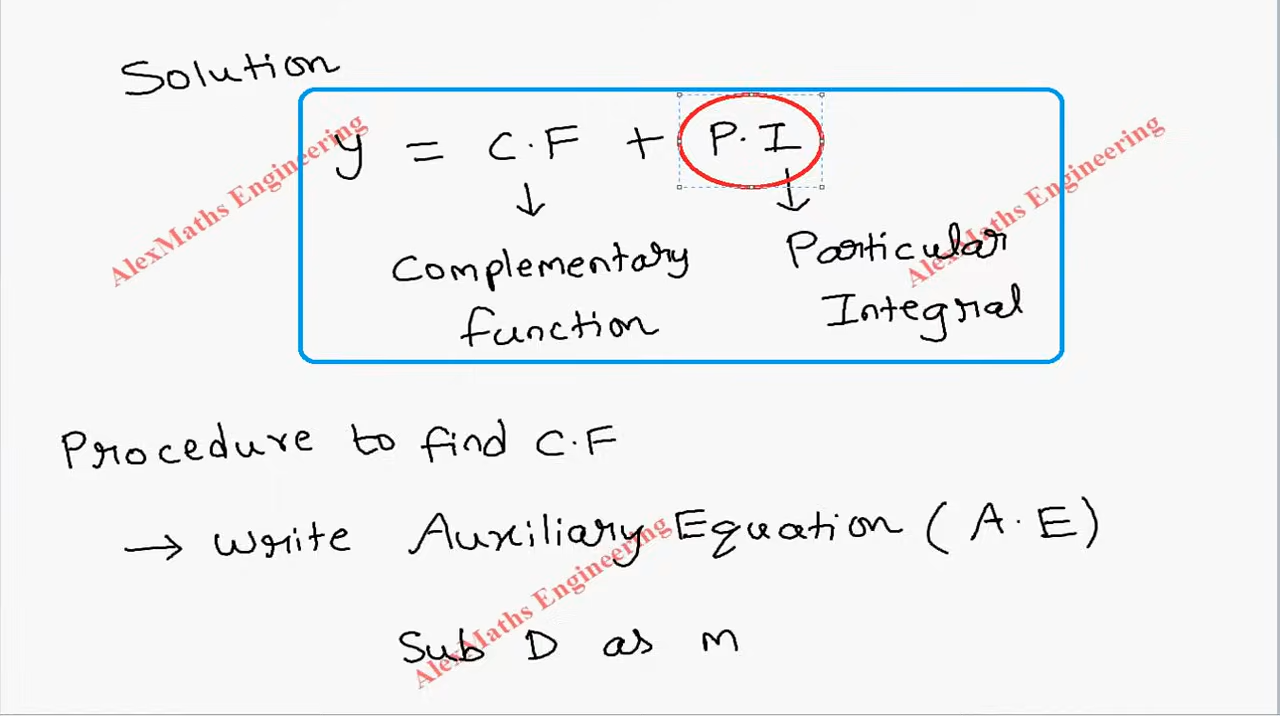 Solution
y = C.F + P.I
↓ ↓
Complementary Particular
function Integral
Procedure to find C.F
→ Write Auxiliary Equation (A.E)
Sub D as m
AlexMaths Engineering
AlexMaths Engineering
AlexMaths Engineering